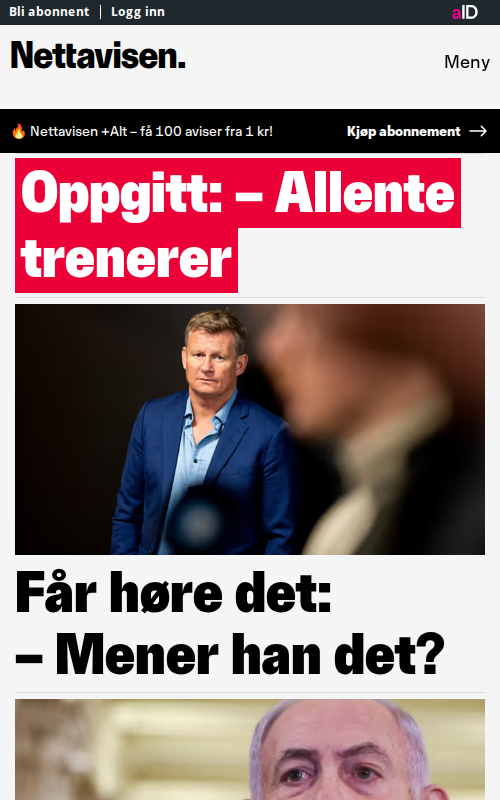 Bli abonnent | Logg inn
aID
Nettavisen.
Meny
🔥 Nettavisen +Alt – få 100 aviser fra 1 kr!
Kjøp abonnement →
Oppgitt: – Allente
trenerer
Får høre det:
– Mener han det?